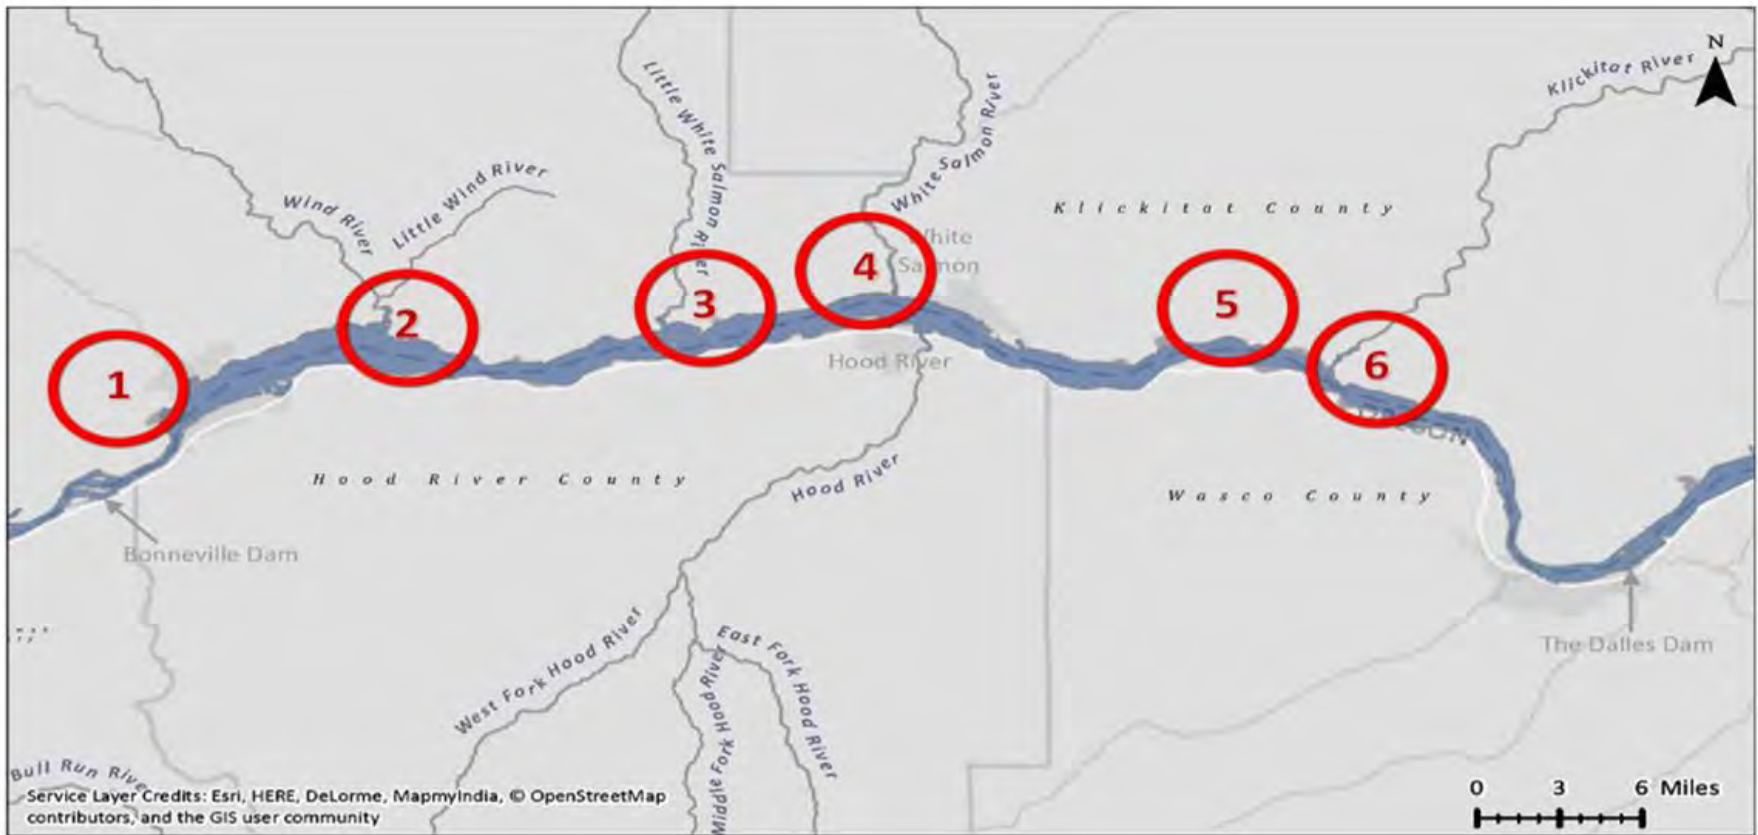 N
Klickitat River
Little White Salmon River
White Salmon River
Little Wind River
Wind River
Klickitat County
White
Salmon
4
5
3
2
6
1
Hood River
OREGON
Hood River County
Hood River
Wasco County
Bonneville Dam
West Fork Hood River
East Fork Hood River
Middle Fork Hood River
The Dalles Dam
Bull Run River
Service Layer Credits: Esri, HERE, DeLorme, MapmyIndia, © OpenStreetMap
contributors, and the GIS user community
0 3 6 Miles